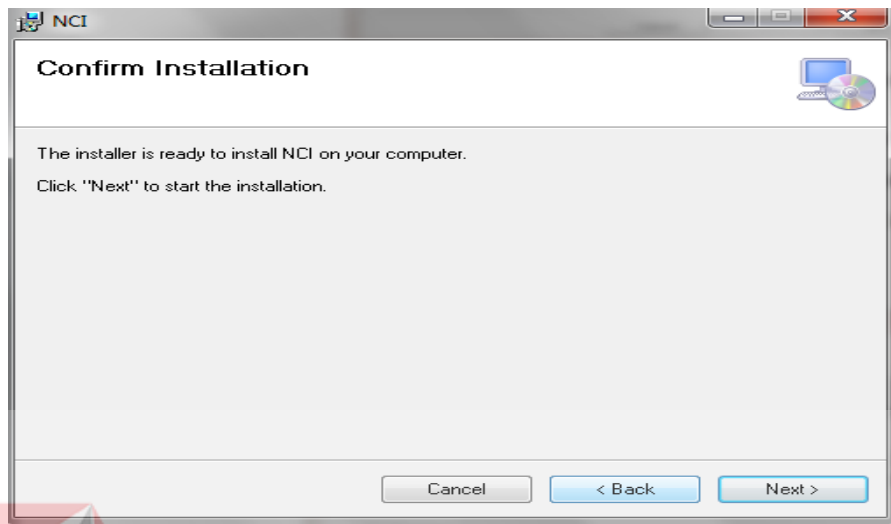 NCI
Confirm Installation
The installer is ready to install NCI on your computer.
Click "Next" to start the installation.
Cancel
< Back
Next >